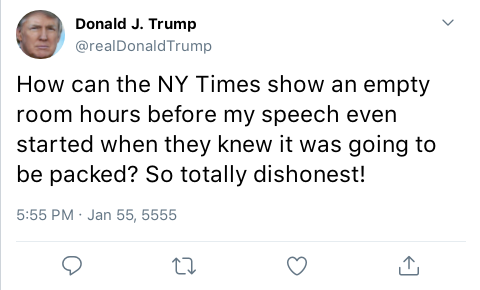 Donald J. Trump
@realDonaldTrump
How can the NY Times show an empty
room hours before my speech even
started when they knew it was going to
be packed? So totally dishonest!
5:55 PM · Jan 55, 5555